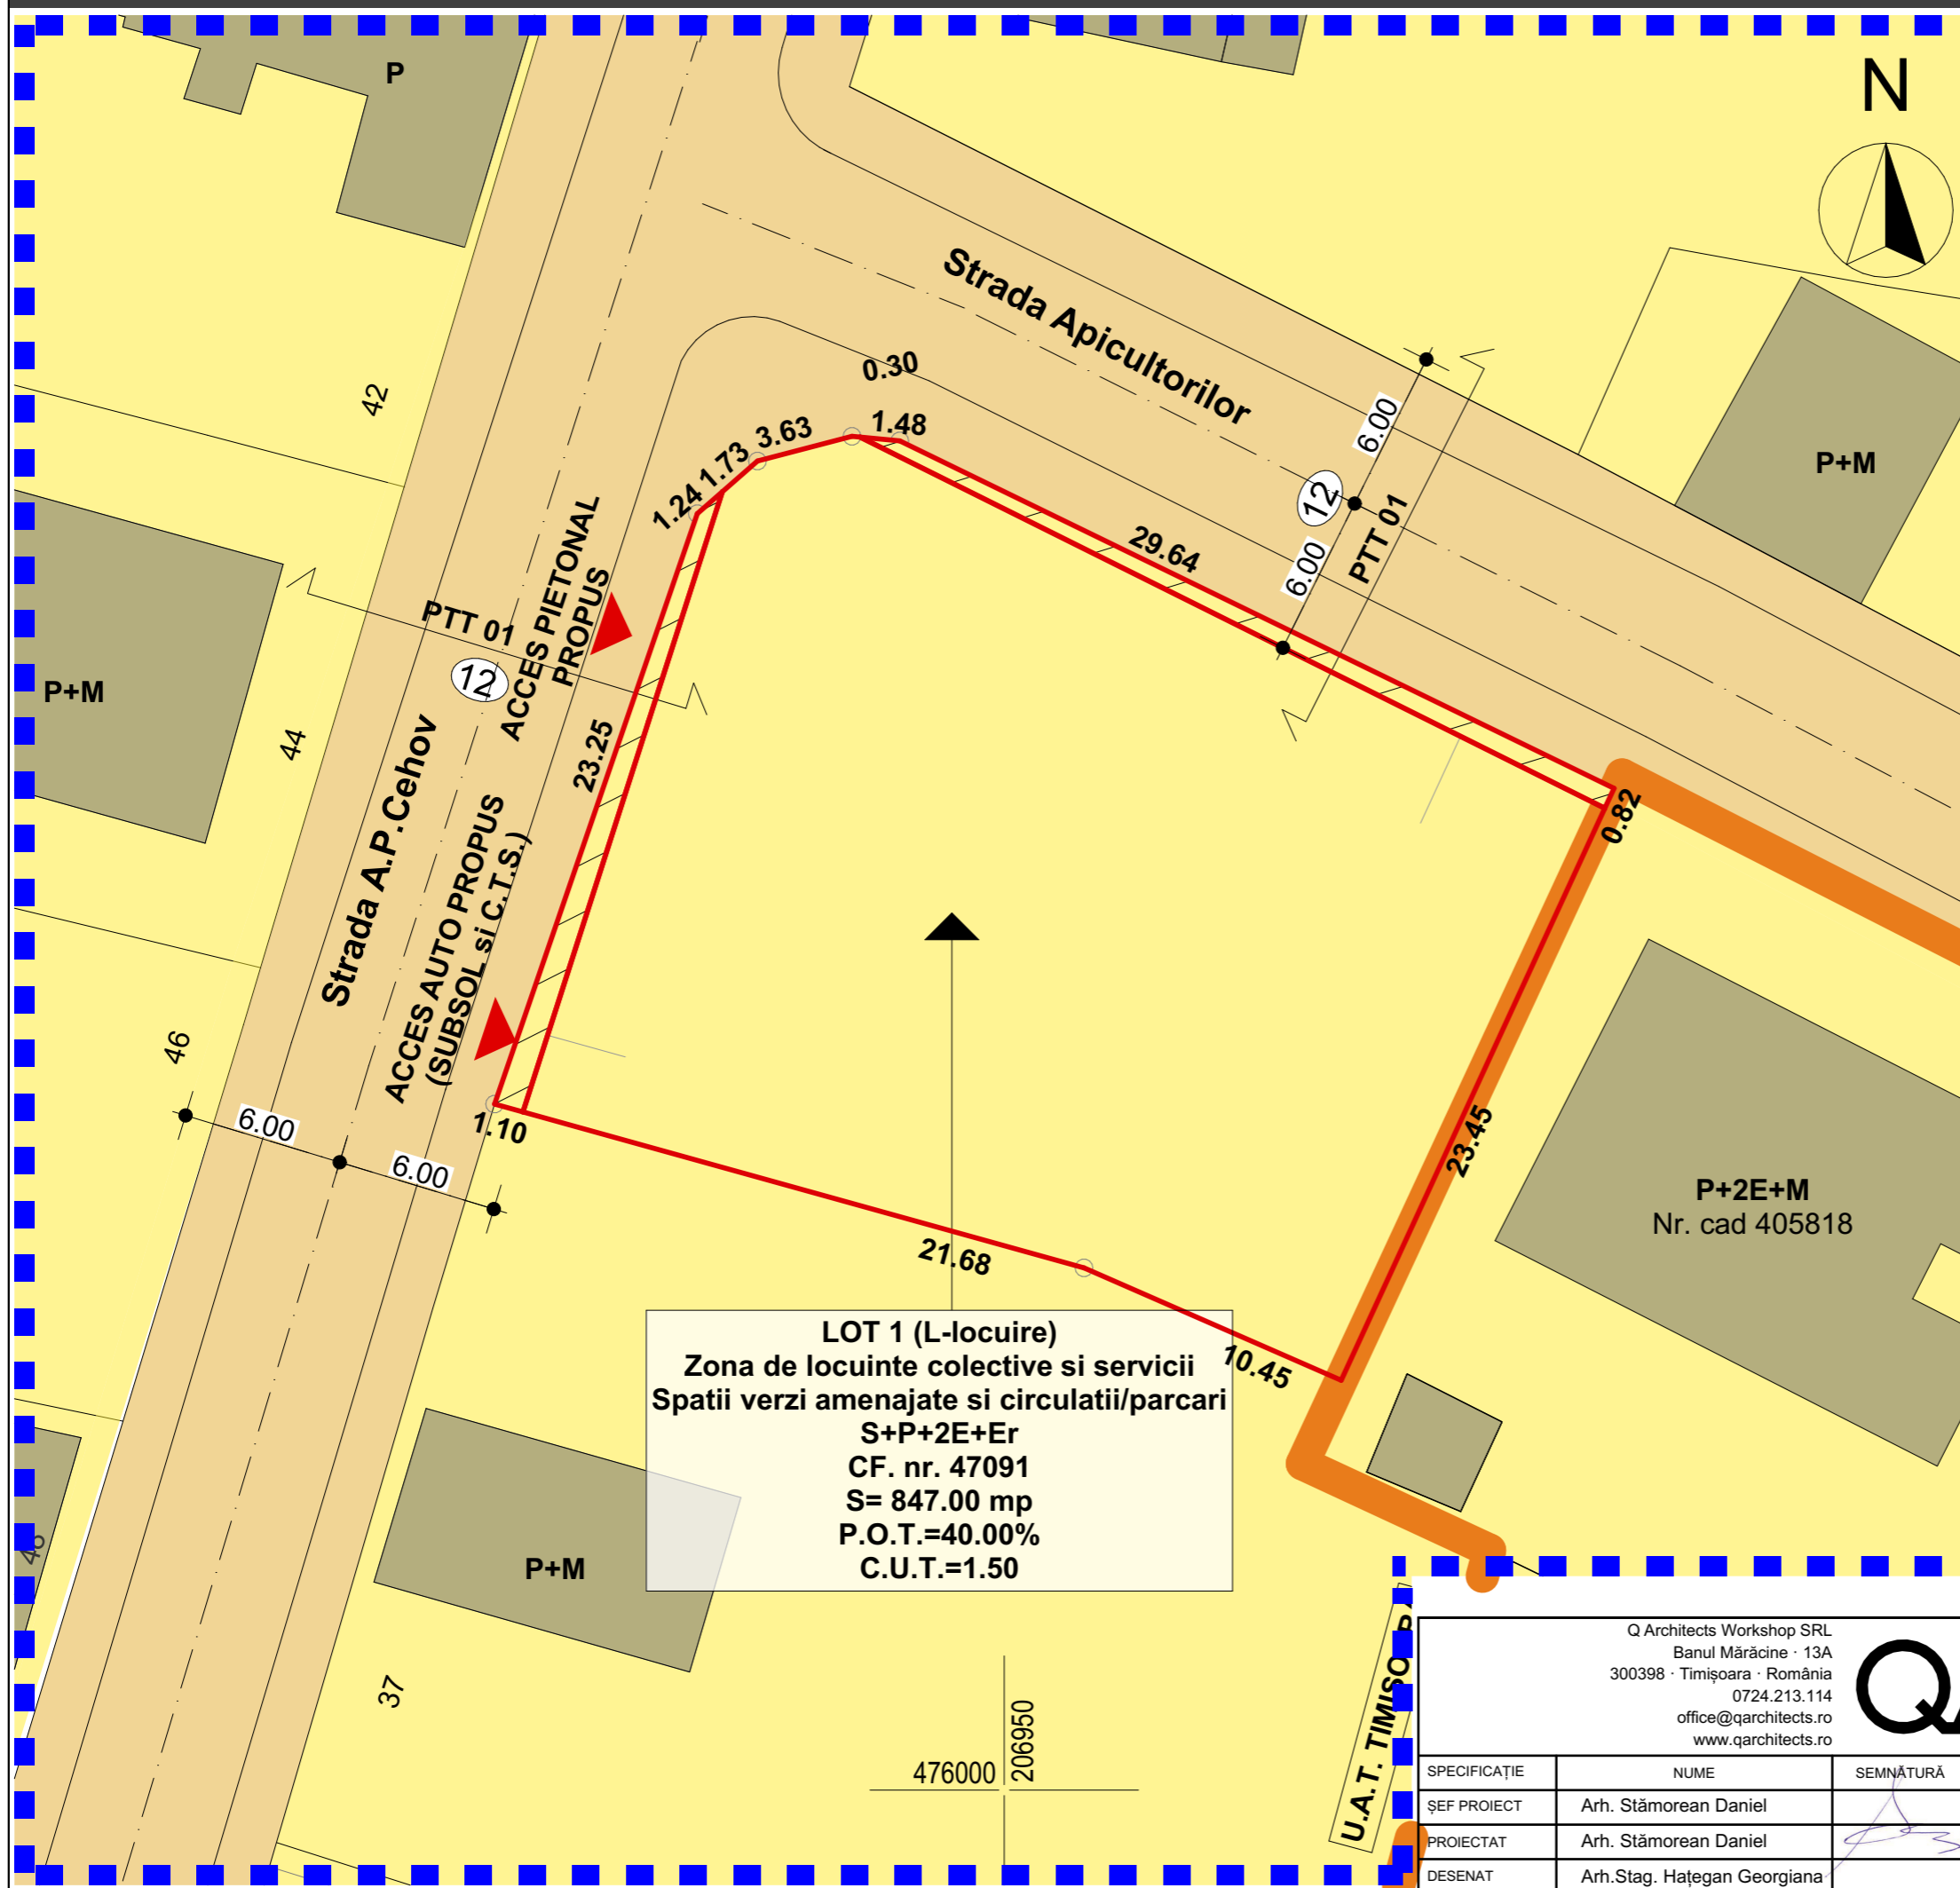 P
N
Strada Apicultorilor
0.30
42
1.48
3.63
1.73
1.24
6.00
12
6.00
PTT 01
P+M
29.64
ACCES PIETONAL
PROPUS
PTT 01
12
P+M
44
23.25
Strada A.P.Cehov
ACCES AUTO PROPUS
(SUBSOL si C.T.S.)
0.82
46
6.00
6.00
1.10
23.45
P+2E+M
Nr. cad 405818
21.68
10.45
LOT 1 (L-locuire)
Zona de locuinte colective si servicii
Spatii verzi amenajate si circulatii/parcari
S+P+2E+Er
CF. nr. 47091
S= 847.00 mp
P.O.T.=40.00%
C.U.T.=1.50
P+M
37
476000
206950
U.A.T.
Q Architects Workshop SRL
Banul Mărăcine · 13A
300398 · Timișoara · România
0724.213.114
office@qarchitects.ro
www.qarchitects.ro
SPECIFICAȚIE NUME SEMNĂTURĂ
ȘEF PROIECT Arh. Stămorean Daniel
PROIECTAT Arh. Stămorean Daniel
DESENAT Arh.Stag. Hațegan Georgiana